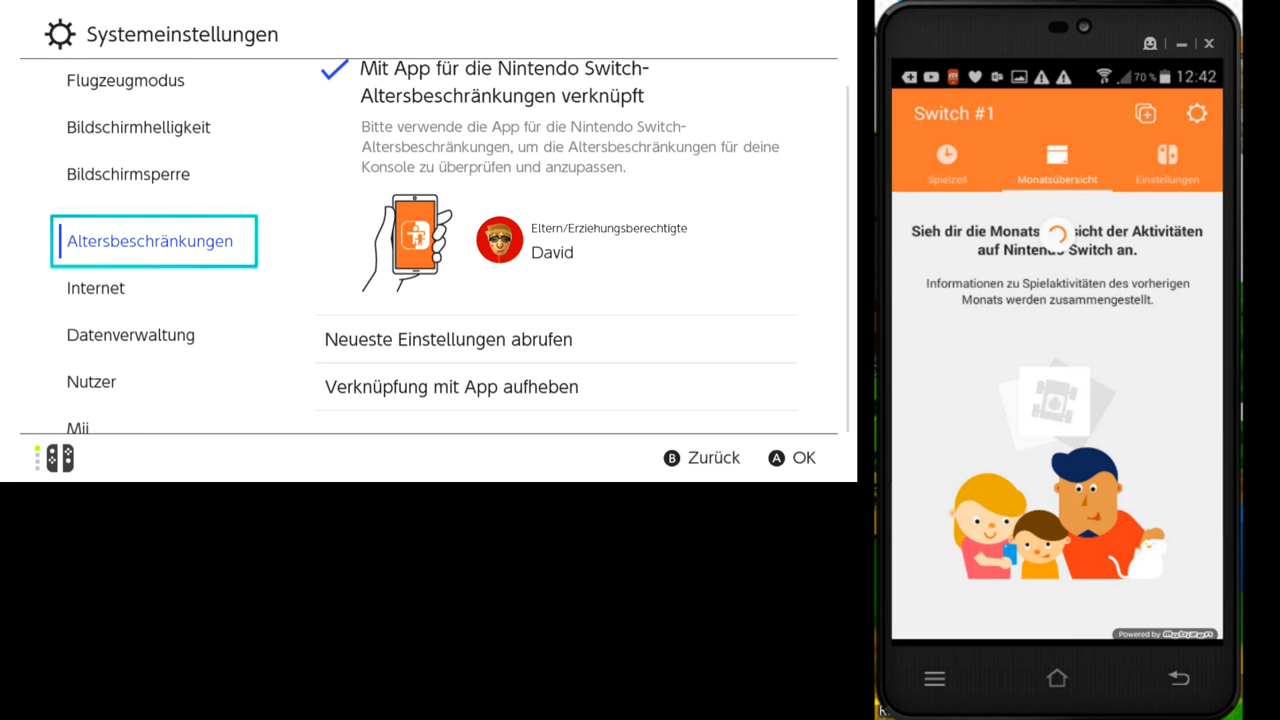 Systemeinstellungen
Flugzeugmodus
Bildschirmhelligkeit
Bildschirmsperre
Altersbeschränkungen
Internet
Datenverwaltung
Nutzer
Mii
Mit App für die Nintendo Switch-
Altersbeschränkungen verknüpft
Bitte verwende die App für die Nintendo Switch-
Altersbeschränkungen, um die Altersbeschränkungen für deine
Konsole zu überprüfen und anzupassen.
Eltern/Erziehungsberechtigte
David
Neueste Einstellungen abrufen
Verknüpfung mit App aufheben
B Zurück A OK
70 % 12:42
Switch #1
Spielzeit Monatsübersicht Einstellungen
Sieh dir die Monats sicht der Aktivitäten
auf Nintendo Switch an.
Informationen zu Spielaktivitäten des vorherigen
Monats werden zusammengestellt.
Powered by Mobizen